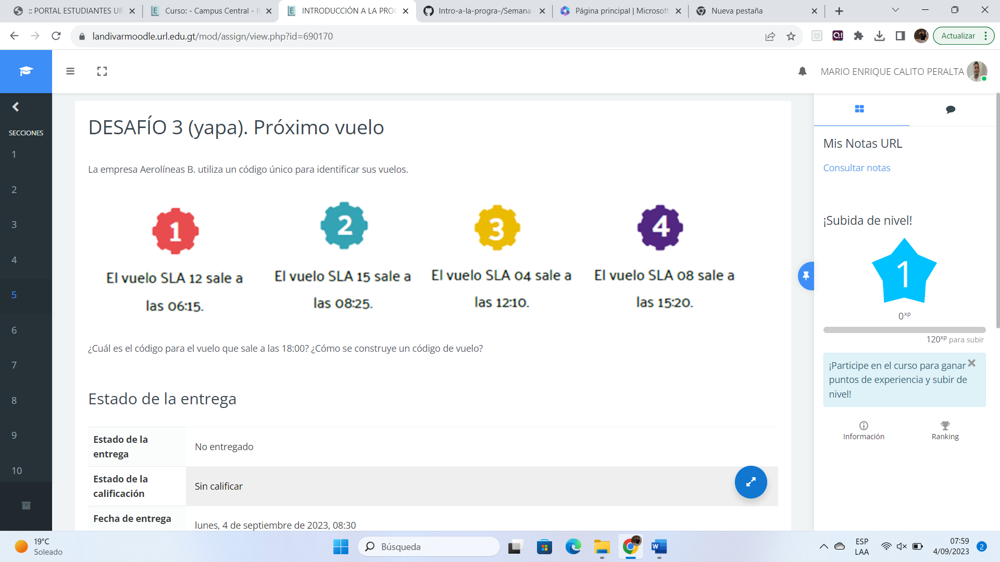 :: PORTAL ESTUDIANTES UR
Curso: - Campus Central - II
INTRODUCCIÓN A LA PROC
Intro-a-la-progra-/Semana
Página principal | Microsoft
Nueva pestaña
landivarmoodle.url.edu.gt/mod/assign/view.php?id=690170
Q!
Actualizar
MARIO ENRIQUE CALITO PERALTA
SECCIONES
1
2
3
4
5
6
7
8
9
10
DESAFÍO 3 (yapa). Próximo vuelo
La empresa Aerolíneas B. utiliza un código único para identificar sus vuelos.
1
El vuelo SLA 12 sale a
las 06:15.
2
El vuelo SLA 15 sale a
las 08:25.
3
El vuelo SLA 04 sale a
las 12:10.
4
El vuelo SLA 08 sale a
las 15:20.
¿Cuál es el código para el vuelo que sale a las 18:00? ¿Cómo se construye un código de vuelo?
Estado de la entrega
Estado de la
entrega
No entregado
Estado de la
calificación
Sin calificar
Fecha de entrega
lunes, 4 de septiembre de 2023, 08:30
Mis Notas URL
Consultar notas
¡Subida de nivel!
1
0xp
120xp para subir
¡Participe en el curso para ganar
puntos de experiencia y subir de
nivel!
Información
Ranking
19°C
Soleado
Búsqueda
W
ESP
LAA
07:59
4/09/2023
2